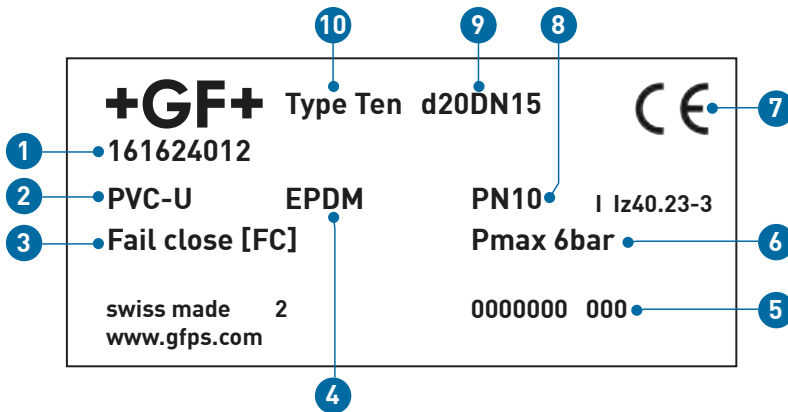 10 9 8
+GF+ Type Ten d20DN15 CE 7
1 161624012
2 PVC-U EPDM PN10 I Iz40.23-3
3 Fail close [FC] Pmax 6bar 6
swiss made 2 0000000 000 5
www.gfps.com
4